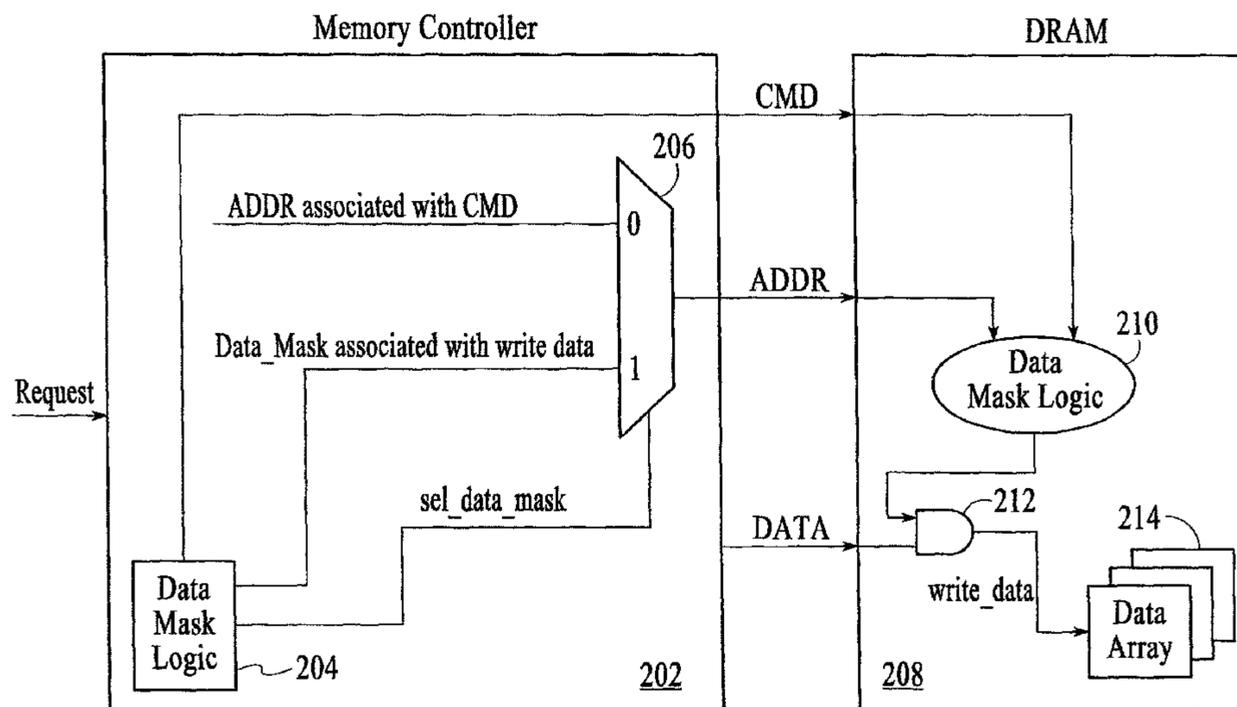 Memory Controller
DRAM
CMD
206
ADDR associated with CMD
0
ADDR
210
Data_Mask associated with write data
1
Data
Mask Logic
Request
sel_data_mask
212
DATA
214
write_data
Data
Mask
Logic
Data
Array
204
202
208